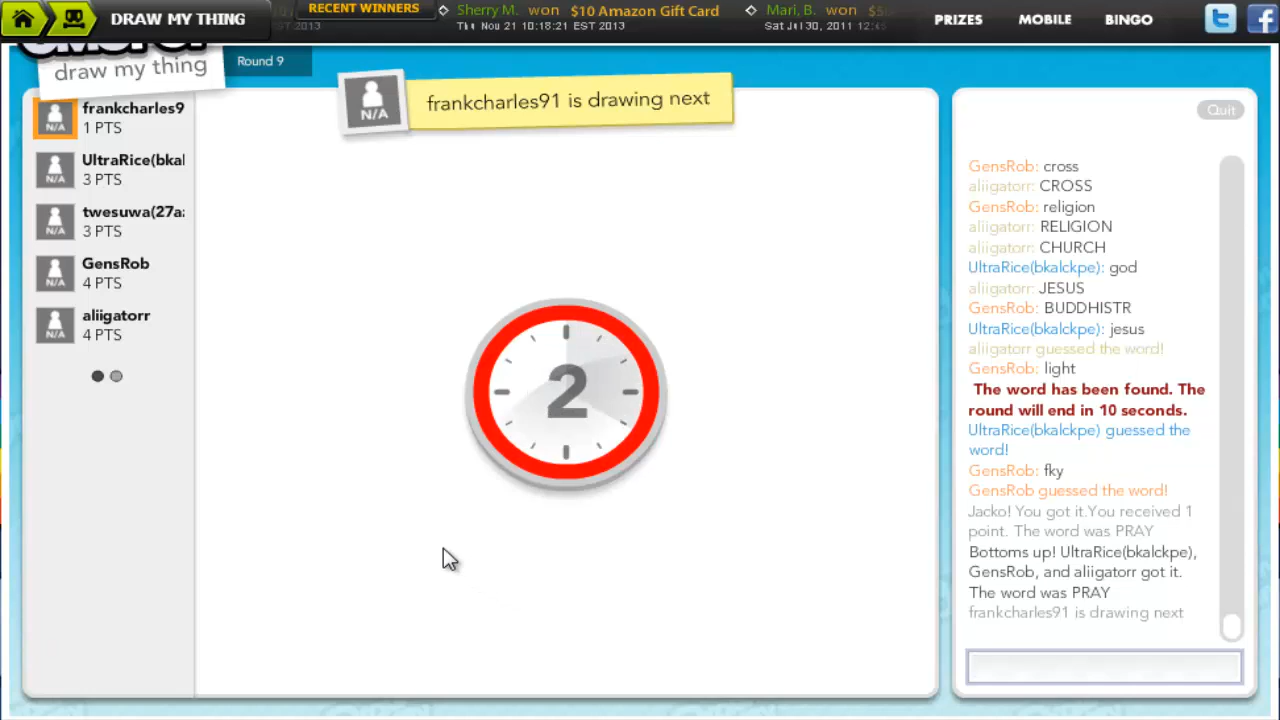 DRAW MY THING
RECENT WINNERS
EST 2013
Sherry M. won $10 Amazon Gift Card
Thu Nov 21 10:18:21 EST 2013
Mari, B. won
Sat Jul 30, 2011
PRIZES
MOBILE
BINGO
draw my thing
Round 9
frankcharles91 is drawing next
N/A
frankcharles9
1 PTS
N/A
UltraRice(bkal
3 PTS
N/A
twesuwa(27a
3 PTS
N/A
GensRob
4 PTS
N/A
aliigatorr
4 PTS
N/A
2
Quit
GensRob: cross
aliigatorr: CROSS
GensRob: religion
aliigatorr: RELIGION
aliigatorr: CHURCH
UltraRice(bkalckpe): god
aliigatorr: JESUS
GensRob: BUDDHISTR
UltraRice(bkalckpe): jesus
aliigatorr guessed the word!
GensRob: light
The word has been found. The
round will end in 10 seconds.
UltraRice(bkalckpe) guessed the
word!
GensRob: fky
GensRob guessed the word!
Jacko! You got it.You received 1
point. The word was PRAY
Bottoms up! UltraRice(bkalckpe),
GensRob, and aliigatorr got it.
The word was PRAY
frankcharles91 is drawing next